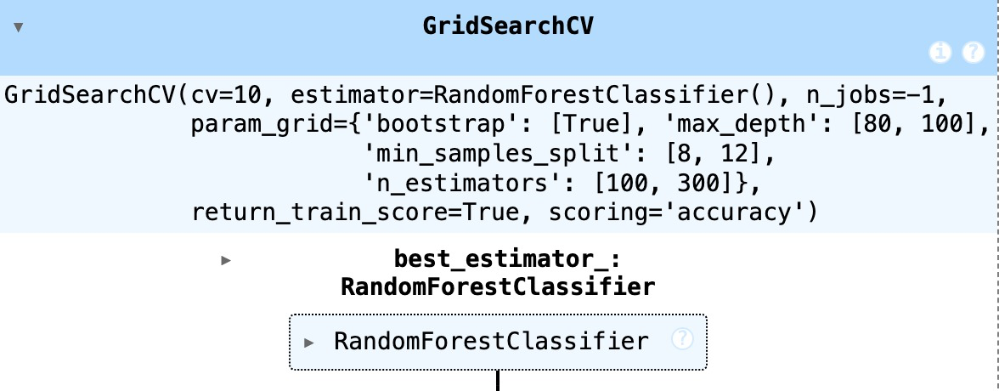 GridSearchCV
i ?
GridSearchCV(cv=10, estimator=RandomForestClassifier(), n_jobs=-1,
param_grid={'bootstrap': [True], 'max_depth': [80, 100],
'min_samples_split': [8, 12],
'n_estimators': [100, 300]},
return_train_score=True, scoring='accuracy')
best_estimator_:
RandomForestClassifier
RandomForestClassifier ?